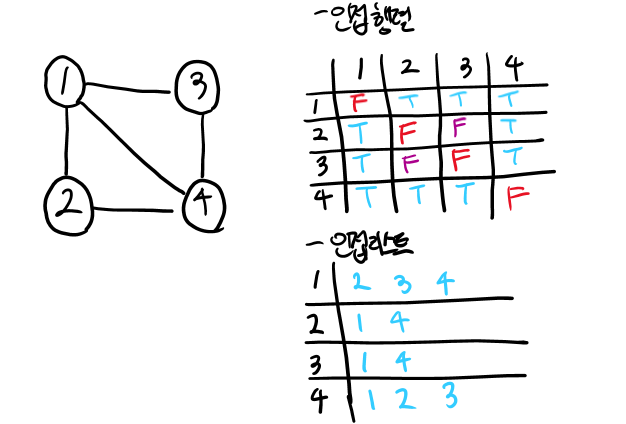 1 3
2 4
- 인접행렬
1 2 3 4
1 F T T T
2 T F F T
3 T F F T
4 T T T F
- 인접리스트
1 2 3 4
2 1 4
3 1 4
4 1 2 3